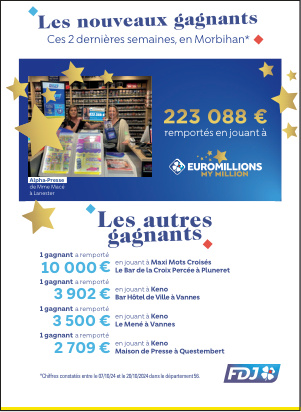 Les nouveaux gagnants
Ces 2 dernières semaines, en Morbihan*
223 088 €
remportés en jouant à
EUROMILLIONS
MY MILLION
Alpha-Presse
de Mme Macé
à Lanester
Les autres
gagnants
1 gagnant a remporté
10 000 € en jouant à Maxi Mots Croisés
Le Bar de la Croix Percée à Pluneret
1 gagnant a remporté
3 902 € en jouant à Keno
Bar Hôtel de Ville à Vannes
1 gagnant a remporté
3 500 € en jouant à Keno
Le Mené à Vannes
1 gagnant a remporté
2 709 € en jouant à Keno
Maison de Presse à Questembert
FDJ
*Chiffres constatés entre le 07/10/24 et le 20/10/2024 dans le département 56.